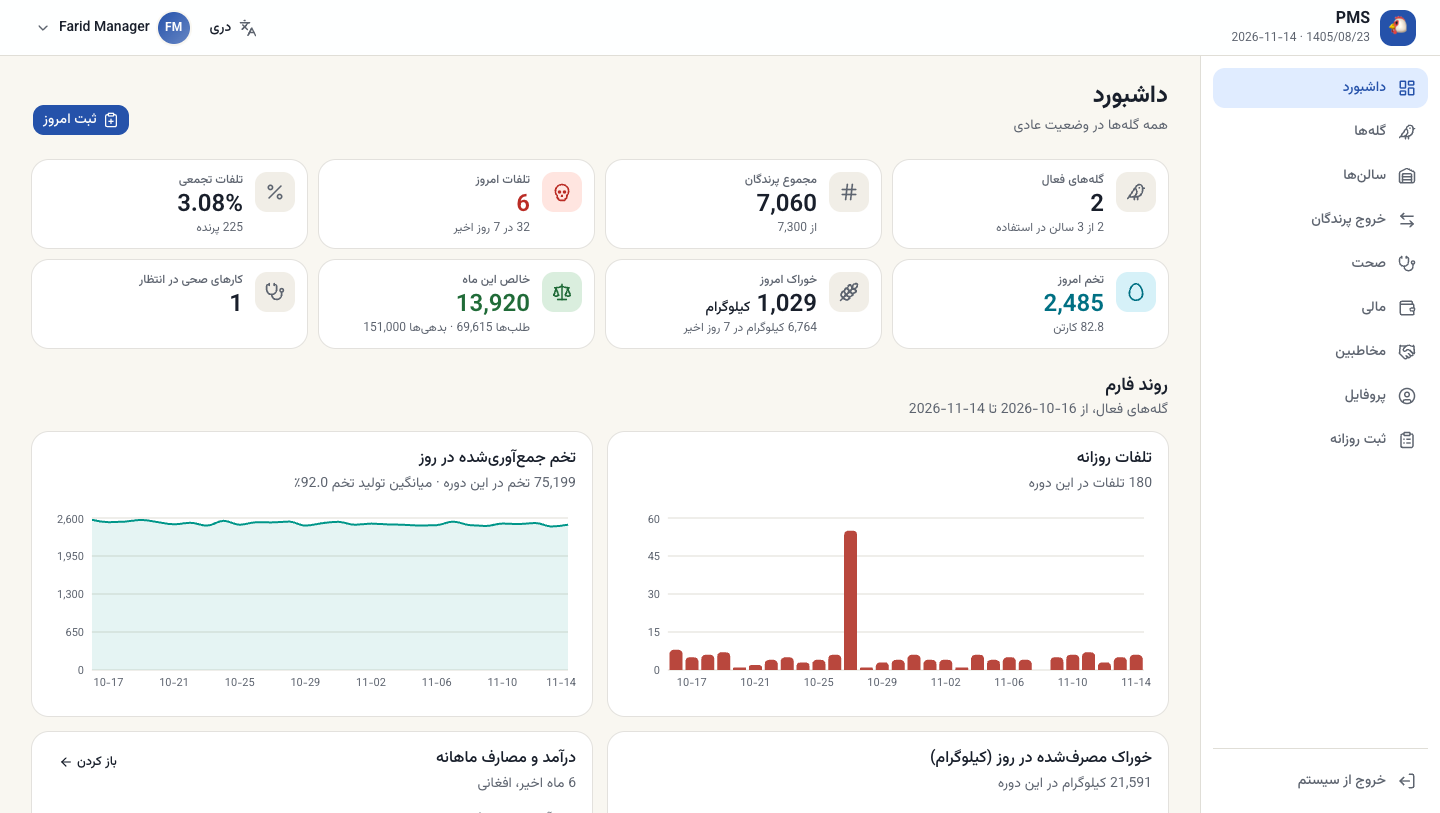 PMS
2026-11-14 · 1405/08/23
دری
FM
Farid Manager
داشبورد
گله‌ها
سالن‌ها
خروج پرندگان
صحت
مالی
مخاطبین
پروفایل
ثبت روزانه
خروج از سیستم
داشبورد
همه گله‌ها در وضعیت عادی
ثبت امروز
گله‌های فعال
2
2 از 3 سالن در استفاده
مجموع پرندگان
7,060
از 7,300
تلفات امروز
6
32 در 7 روز اخیر
تلفات تجمعی
3.08%
225 پرنده
تخم امروز
2,485
82.8 کارتن
خوراک امروز
1,029 کیلوگرام
6,764 کیلوگرام در 7 روز اخیر
خالص این ماه
13,920
طلب‌ها 69,615 · بدهی‌ها 151,000
کارهای صحی در انتظار
1
روند فارم
گله‌های فعال، از 2026-10-16 تا 2026-11-14
تلفات روزانه
180 تلفات در این دوره
60
45
30
15
0
10-17 10-21 10-25 10-29 11-02 11-06 11-10 11-14
تخم جمع‌آوری‌شده در روز
75,199 تخم در این دوره · میانگین تولید تخم 92.0٪
2,600
1,950
1,300
650
0
10-17 10-21 10-25 10-29 11-02 11-06 11-10 11-14
خوراک مصرف‌شده در روز (کیلوگرام)
21,591 کیلوگرام در این دوره
درآمد و مصارف ماهانه
6 ماه اخیر، افغانی
باز کردن